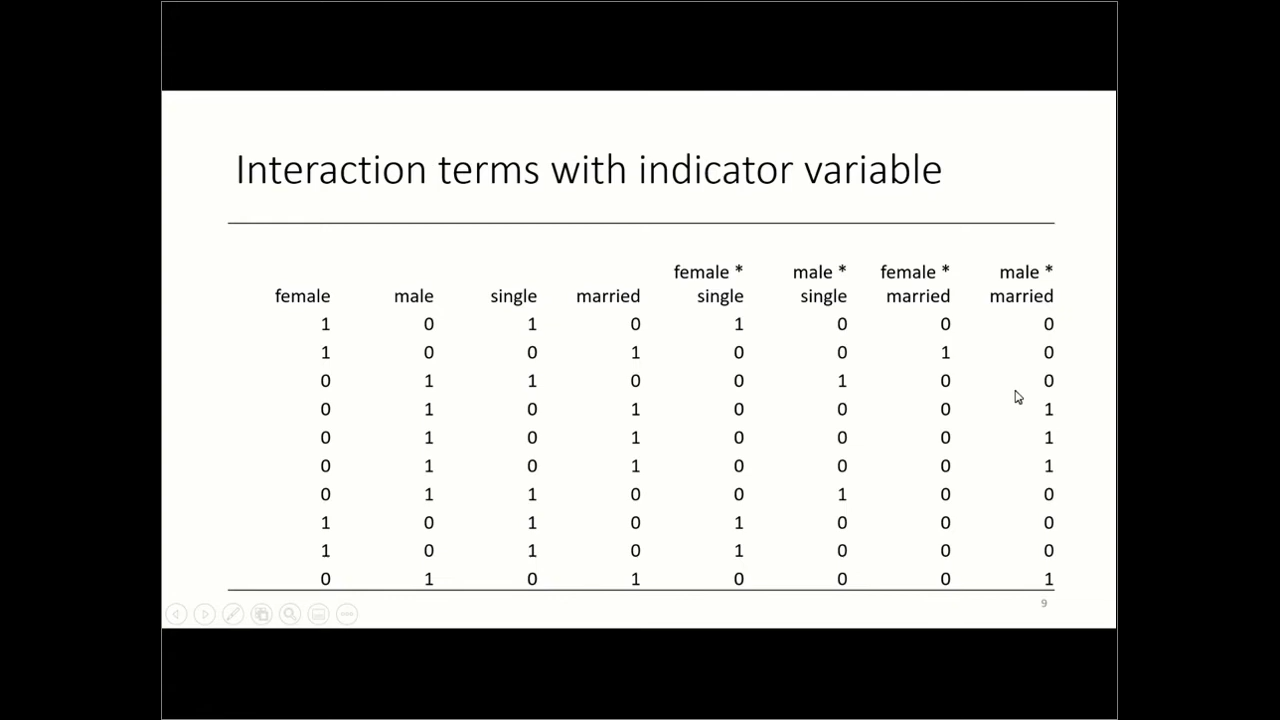 Interaction terms with indicator variable
female * male * female * male *
female male single married single single married married
1 0 1 0 1 0 0 0
1 0 0 1 0 0 1 0
0 1 1 0 0 1 0 0
0 1 0 1 0 0 0 1
0 1 0 1 0 0 0 1
0 1 0 1 0 0 0 1
0 1 1 0 0 1 0 0
1 0 1 0 1 0 0 0
1 0 1 0 1 0 0 0
0 1 0 1 0 0 0 1
9